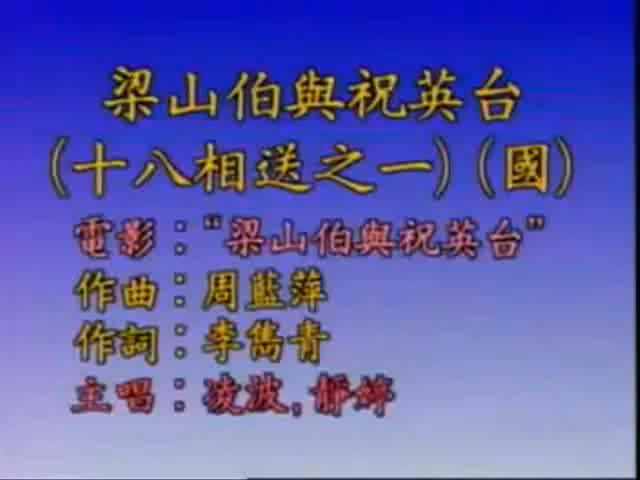 梁山伯與祝英台
(十八相送之一)(國)
電影："梁山伯與祝英台"
作曲：周藍萍
作詞：李雋青
主唱：凌波,靜婷